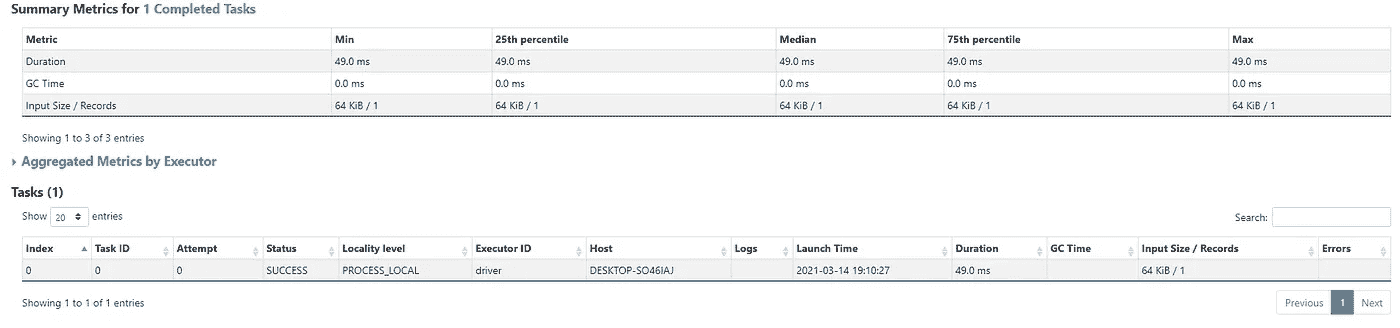 Summary Metrics for 1 Completed Tasks
Metric Min 25th percentile Median 75th percentile Max
Duration 49.0 ms 49.0 ms 49.0 ms 49.0 ms 49.0 ms
GC Time 0.0 ms 0.0 ms 0.0 ms 0.0 ms 0.0 ms
Input Size / Records 64 KiB / 1 64 KiB / 1 64 KiB / 1 64 KiB / 1 64 KiB / 1
Showing 1 to 3 of 3 entries
Aggregated Metrics by Executor
Tasks (1)
Show 20 entries Search:
Index Task ID Attempt Status Locality level Executor ID Host Logs Launch Time Duration GC Time Input Size / Records Errors
0 0 0 SUCCESS PROCESS_LOCAL driver DESKTOP-SO46IAJ 2021-03-14 19:10:27 49.0 ms 64 KiB / 1
Showing 1 to 1 of 1 entries Previous 1 Next